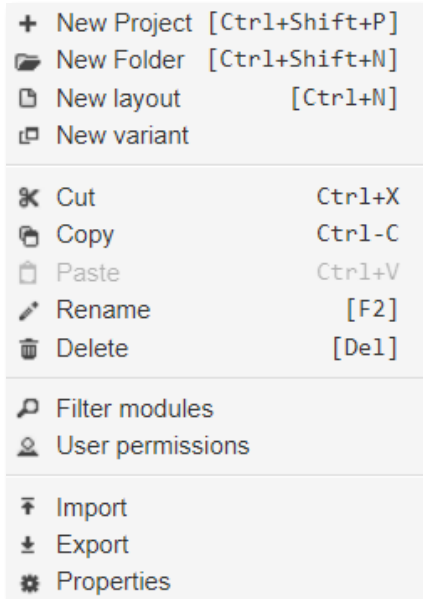 New Project [Ctrl+Shift+P]
New Folder [Ctrl+Shift+N]
New layout [Ctrl+N]
New variant
Cut Ctrl+X
Copy Ctrl-C
Paste Ctrl+V
Rename [F2]
Delete [Del]
Filter modules
User permissions
Import
Export
Properties